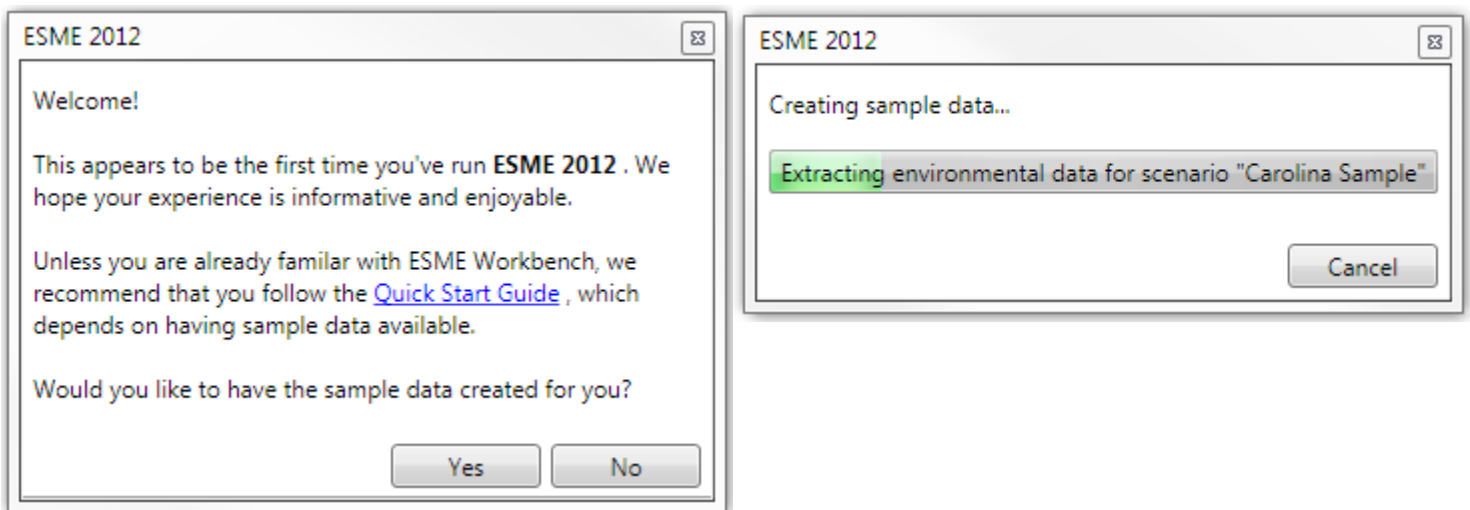 ESME 2012
Welcome!
This appears to be the first time you've run ESME 2012 . We
hope your experience is informative and enjoyable.
Unless you are already familar with ESME Workbench, we
recommend that you follow the Quick Start Guide , which
depends on having sample data available.
Would you like to have the sample data created for you?
Yes
No
ESME 2012
Creating sample data...
Extracting environmental data for scenario "Carolina Sample"
Cancel